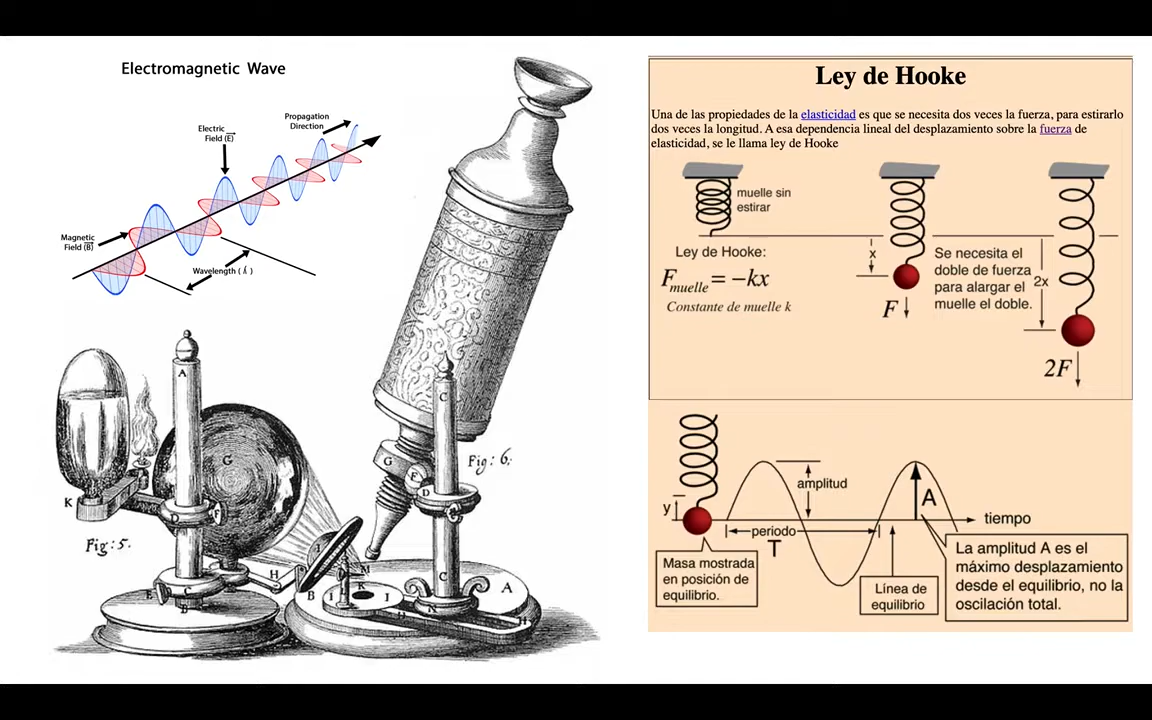 Electromagnetic Wave
Propagation
Direction
Electric
Field (E)
Magnetic
Field (B)
Wavelength ( λ )
A
G
K
D
F
Fig: 5.
E
C
B
H
I
M
B
I
K
I
C
G
F
D
Fig: 6.
C
K
A
H
H
Ley de Hooke
Una de las propiedades de la elasticidad es que se necesita dos veces la fuerza, para estirarlo
dos veces la longitud. A esa dependencia lineal del desplazamiento sobre la fuerza de
elasticidad, se le llama ley de Hooke
muelle sin
estirar
Ley de Hooke:
Fmuelle = −kx
Constante de muelle k
x
F
Se necesita el
doble de fuerza
para alargar el
muelle el doble.
2x
2F
y
amplitud
periodo
T
A
tiempo
Masa mostrada
en posición de
equilibrio.
Línea de
equilibrio
La amplitud A es el
máximo desplazamiento
desde el equilibrio, no la
oscilación total.